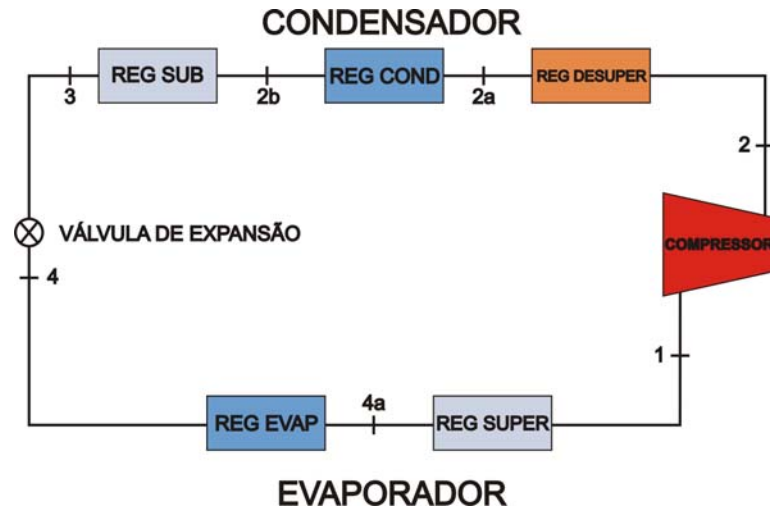 CONDENSADOR
REG SUB
REG COND
REG DESUPER
3
2b
2a
2
VÁLVULA DE EXPANSÃO
COMPRESSOR
4
1
4a
REG EVAP
REG SUPER
EVAPORADOR